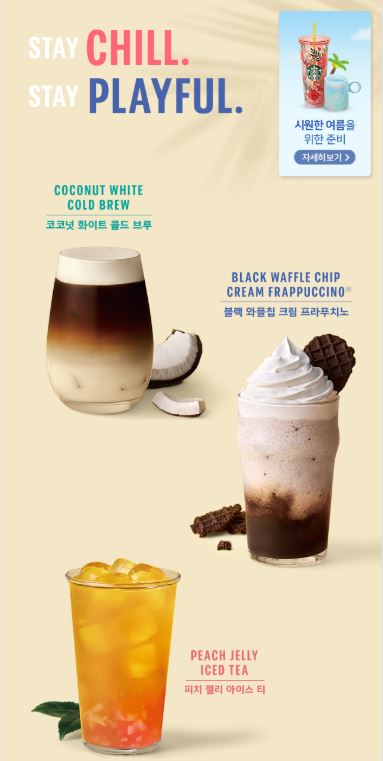 STAY CHILL.
STAY PLAYFUL.
시원한 여름을
위한 준비
자세히보기 >
COCONUT WHITE
COLD BREW
코코넛 화이트 콜드 브루
BLACK WAFFLE CHIP
CREAM FRAPPUCCINO®
블랙 와플칩 크림 프라푸치노
PEACH JELLY
ICED TEA
피치 젤리 아이스 티